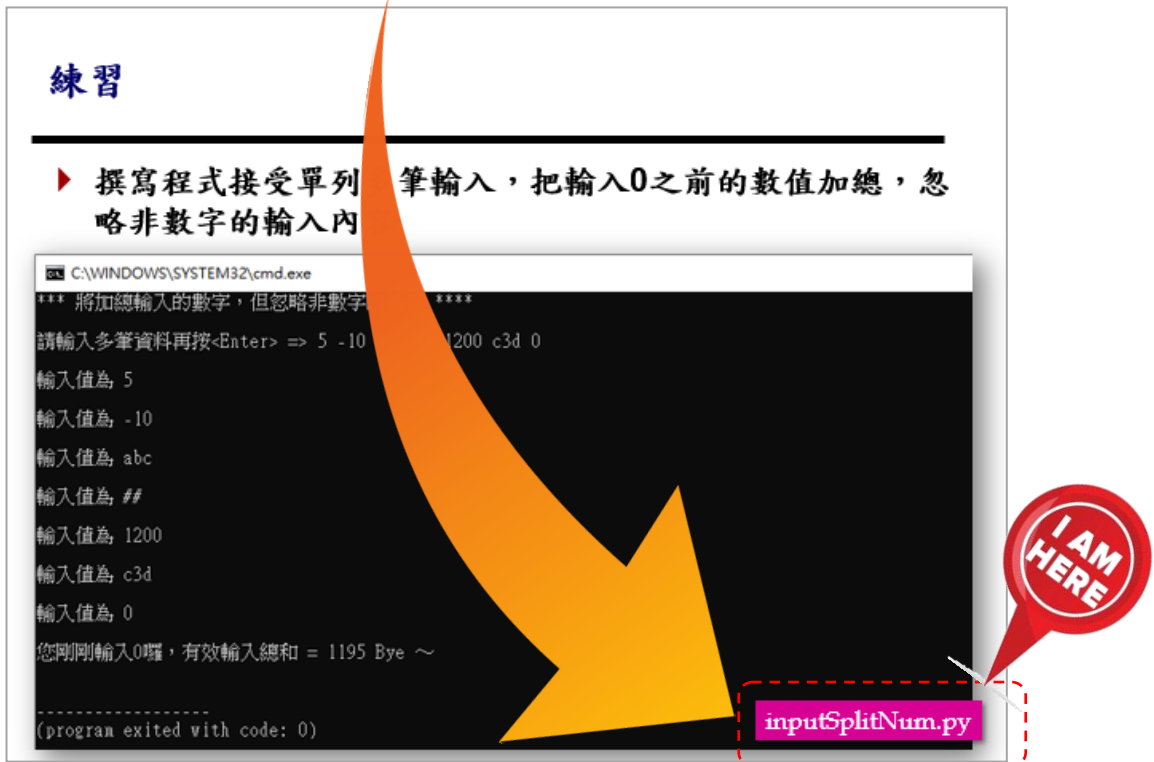 練習
撰寫程式接受單列 筆輸入，把輸入0之前的數值加總，忽
略非數字的輸入內
C:\WINDOWS\SYSTEM32\cmd.exe
*** 將加總輸入的數字，但忽略非數字 ****
請輸入多筆資料再按<Enter> => 5 -10 1200 c3d 0
輸入值為 5
輸入值為 -10
輸入值為 abc
輸入值為 ##
輸入值為 1200
輸入值為 c3d
輸入值為 0
您剛剛輸入0囉，有效輸入總和 = 1195 Bye ～
------------------
(program exited with code: 0)
inputSplitNum.py
I AM
HERE